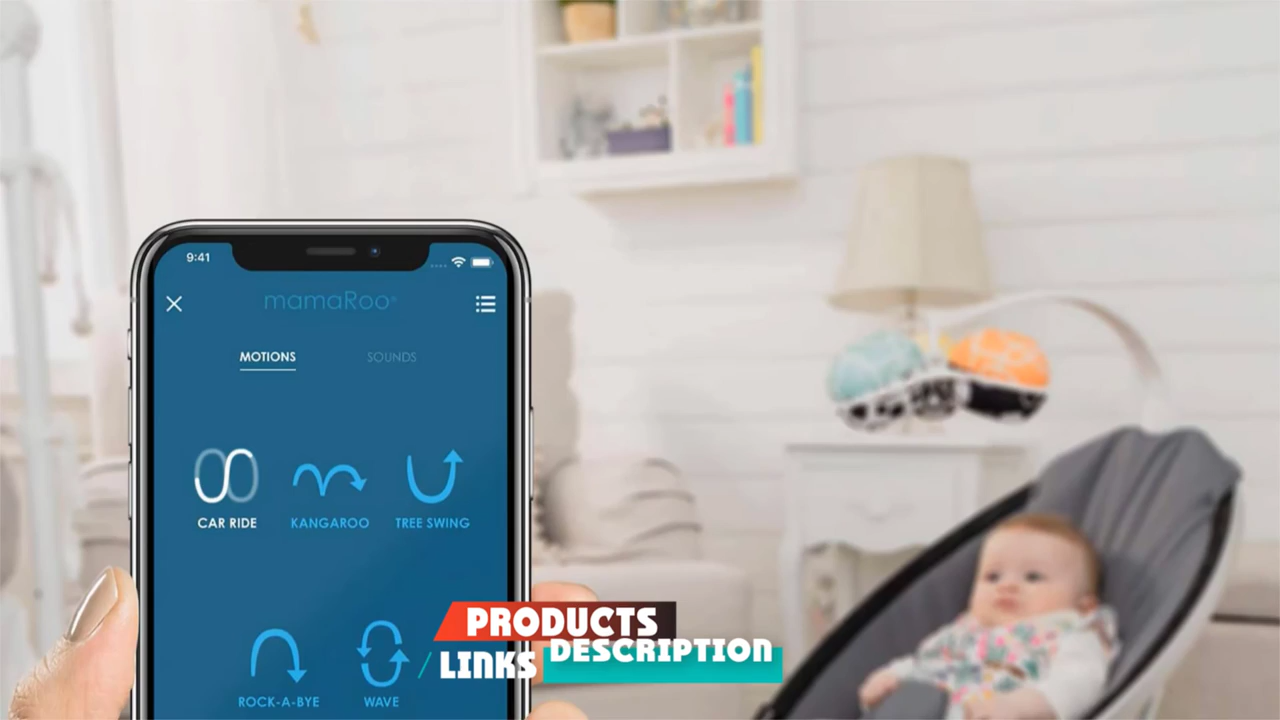 9:41
mamaRoo®
MOTIONS
SOUNDS
CAR RIDE
KANGAROO
TREE SWING
ROCK-A-BYE
WAVE
PRODUCTS
LINKS DESCRIPTION